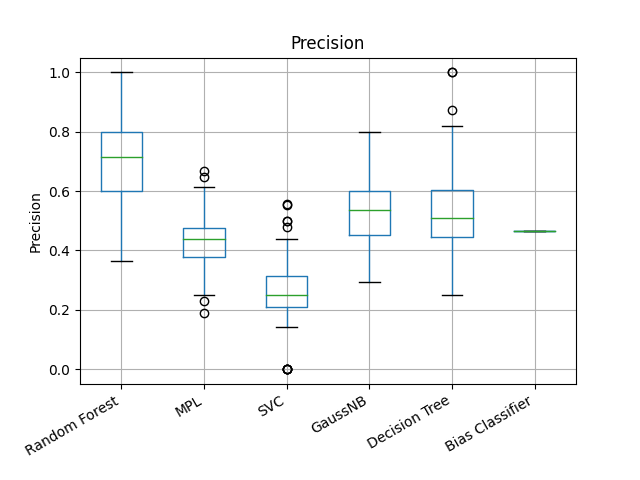 Precision
1.0
0.8
0.6
0.4
0.2
0.0
Precision
Random Forest
MPL
SVC
GaussNB
Decision Tree
Bias Classifier